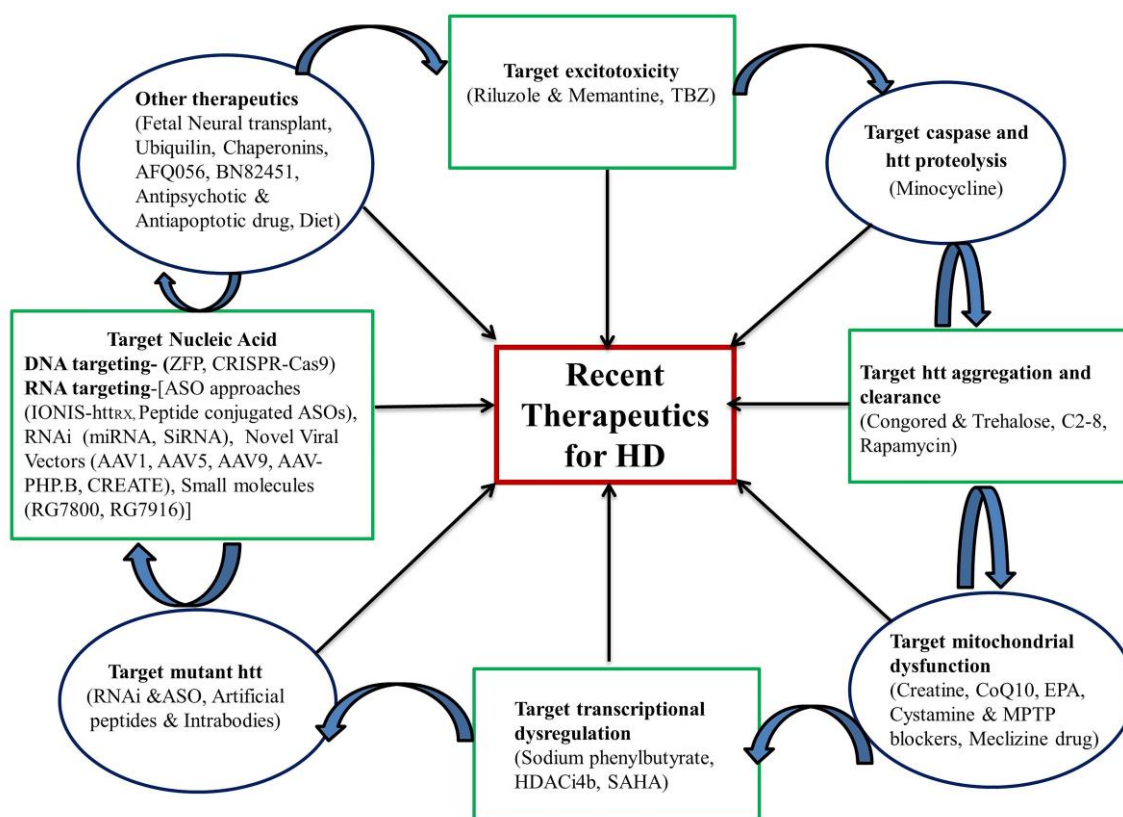 Target excitotoxicity
(Riluzole & Memantine, TBZ)
Other therapeutics
(Fetal Neural transplant,
Ubiquilin, Chaperonins,
AFQ056, BN82451,
Antipsychotic &
Antiapoptotic drug, Diet)
Target caspase and
htt proteolysis
(Minocycline)
Target Nucleic Acid
DNA targeting- (ZFP, CRISPR-Cas9)
RNA targeting-[ASO approaches
(IONIS-httRX, Peptide conjugated ASOs),
RNAi (miRNA, SiRNA), Novel Viral
Vectors (AAV1, AAV5, AAV9, AAV-
PHP.B, CREATE), Small molecules
(RG7800, RG7916)]
Recent
Therapeutics
for HD
Target htt aggregation and
clearance
(Congored & Trehalose, C2-8,
Rapamycin)
Target mutant htt
(RNAi &ASO, Artificial
peptides & Intrabodies)
Target transcriptional
dysregulation
(Sodium phenylbutyrate,
HDACi4b, SAHA)
Target mitochondrial
dysfunction
(Creatine, CoQ10, EPA,
Cystamine & MPTP
blockers, Meclizine drug)